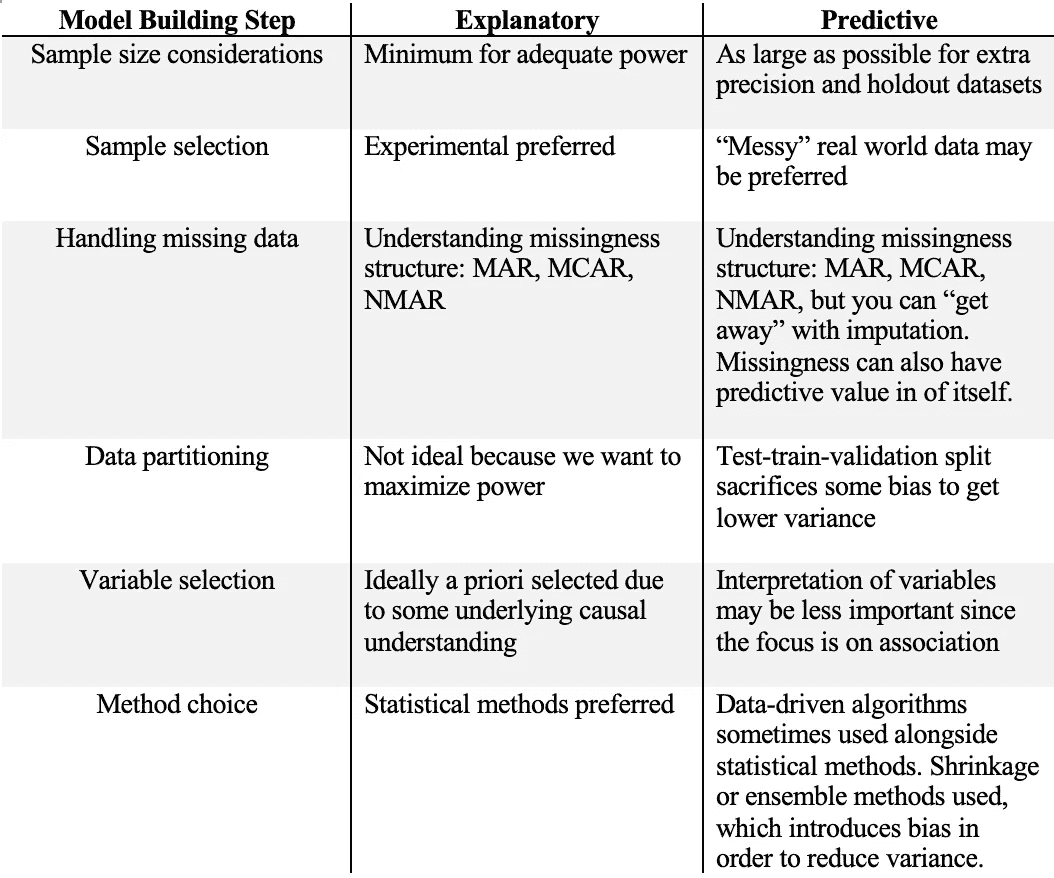 Model Building Step Explanatory Predictive
Sample size considerations Minimum for adequate power As large as possible for extra
precision and holdout datasets
Sample selection Experimental preferred “Messy” real world data may
be preferred
Handling missing data Understanding missingness Understanding missingness
structure: MAR, MCAR, structure: MAR, MCAR,
NMAR NMAR, but you can “get
away” with imputation.
Missingness can also have
predictive value in of itself.
Data partitioning Not ideal because we want to Test-train-validation split
maximize power sacrifices some bias to get
lower variance
Variable selection Ideally a priori selected due Interpretation of variables
to some underlying causal may be less important since
understanding the focus is on association
Method choice Statistical methods preferred Data-driven algorithms
sometimes used alongside
statistical methods. Shrinkage
or ensemble methods used,
which introduces bias in
order to reduce variance.